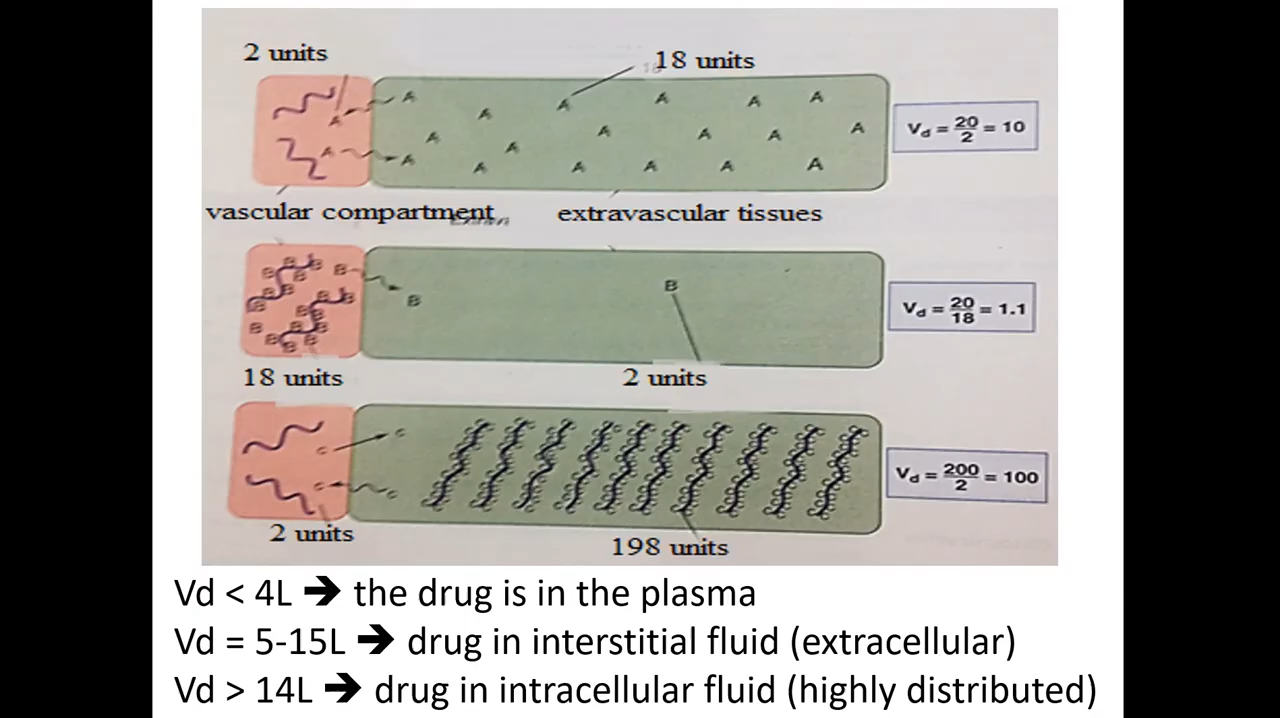 2 units
18 units
Vd = 20/2 = 10
vascular compartment
extravascular tissues
Vd = 20/18 = 1.1
18 units
2 units
Vd = 200/2 = 100
2 units
198 units
Vd < 4L ➔ the drug is in the plasma
Vd = 5-15L ➔ drug in interstitial fluid (extracellular)
Vd > 14L ➔ drug in intracellular fluid (highly distributed)